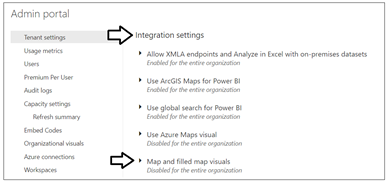 Admin portal
Tenant settings
Usage metrics
Users
Premium Per User
Audit logs
Capacity settings
Refresh summary
Embed Codes
Organizational visuals
Azure connections
Workspaces
Integration settings
Allow XMLA endpoints and Analyze in Excel with on-premises datasets
Enabled for the entire organization
Use ArcGIS Maps for Power BI
Enabled for the entire organization
Use global search for Power BI
Enabled for the entire organization
Use Azure Maps visual
Disabled for the entire organization
Map and filled map visuals
Disabled for the entire organization